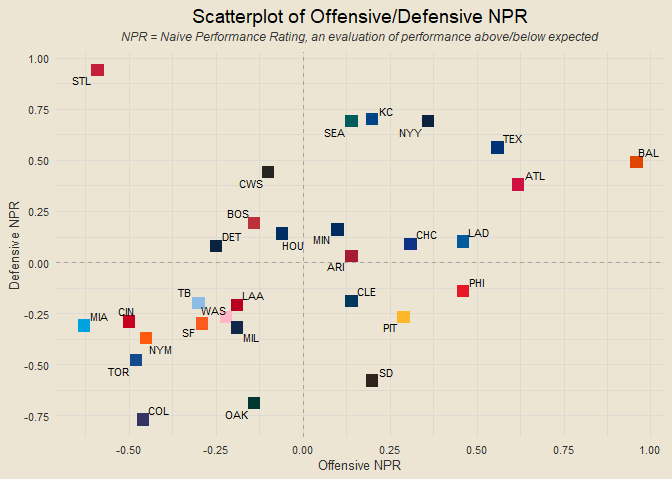 Scatterplot of Offensive/Defensive NPR
NPR = Naive Performance Rating, an evaluation of performance above/below expected
1.00
STL
0.75
KC
SEA
NYY
TEX
BAL
0.50
CWS
ATL
0.25
BOS
DET
HOU
MIN
CHC
LAD
0.00
ARI
Defensive NPR
TB
LAA
CLE
PHI
-0.25
MIA
CIN
WAS
SF
MIL
PIT
NYM
-0.50
TOR
SD
-0.75
COL
OAK
-0.50
-0.25
0.00
0.25
0.50
0.75
1.00
Offensive NPR